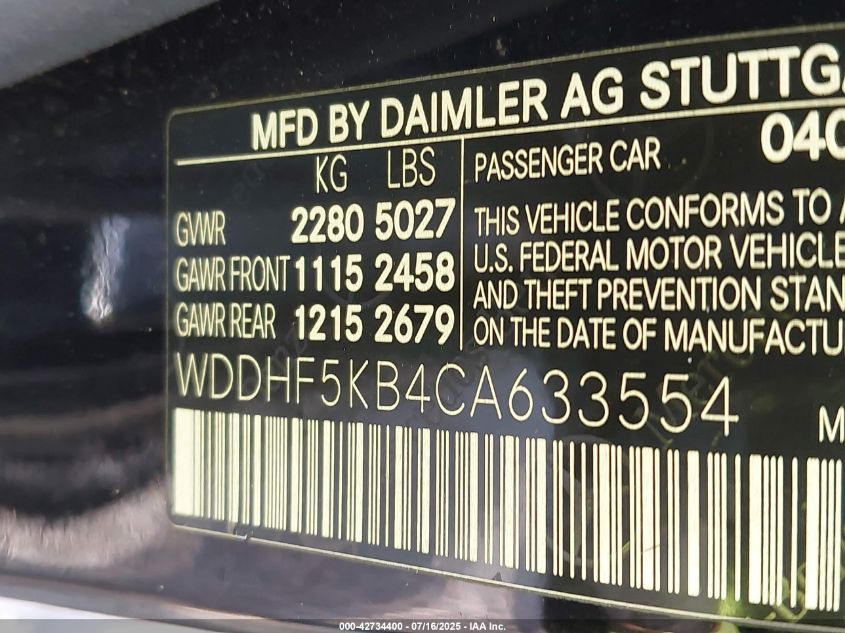 MFD BY DAIMLER AG STUTTG
KG LBS
GVWR 2280 5027
GAWR FRONT 1115 2458
GAWR REAR 1215 2679
PASSENGER CAR 04
THIS VEHICLE CONFORMS TO A
U.S. FEDERAL MOTOR VEHICLE
AND THEFT PREVENTION STAN
ON THE DATE OF MANUFACTU
WDDHF5KB4CA633554
M
000-42734400 - 07/16/2025 - IAA Inc.